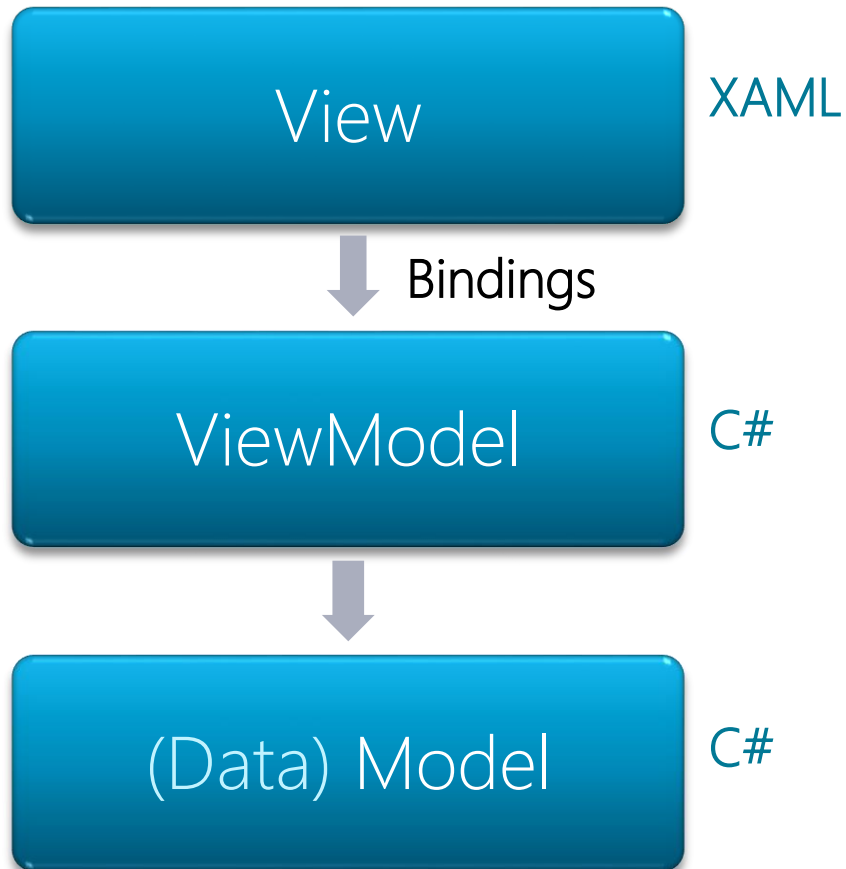 View
XAML
Bindings
ViewModel
C#
(Data) Model
C#